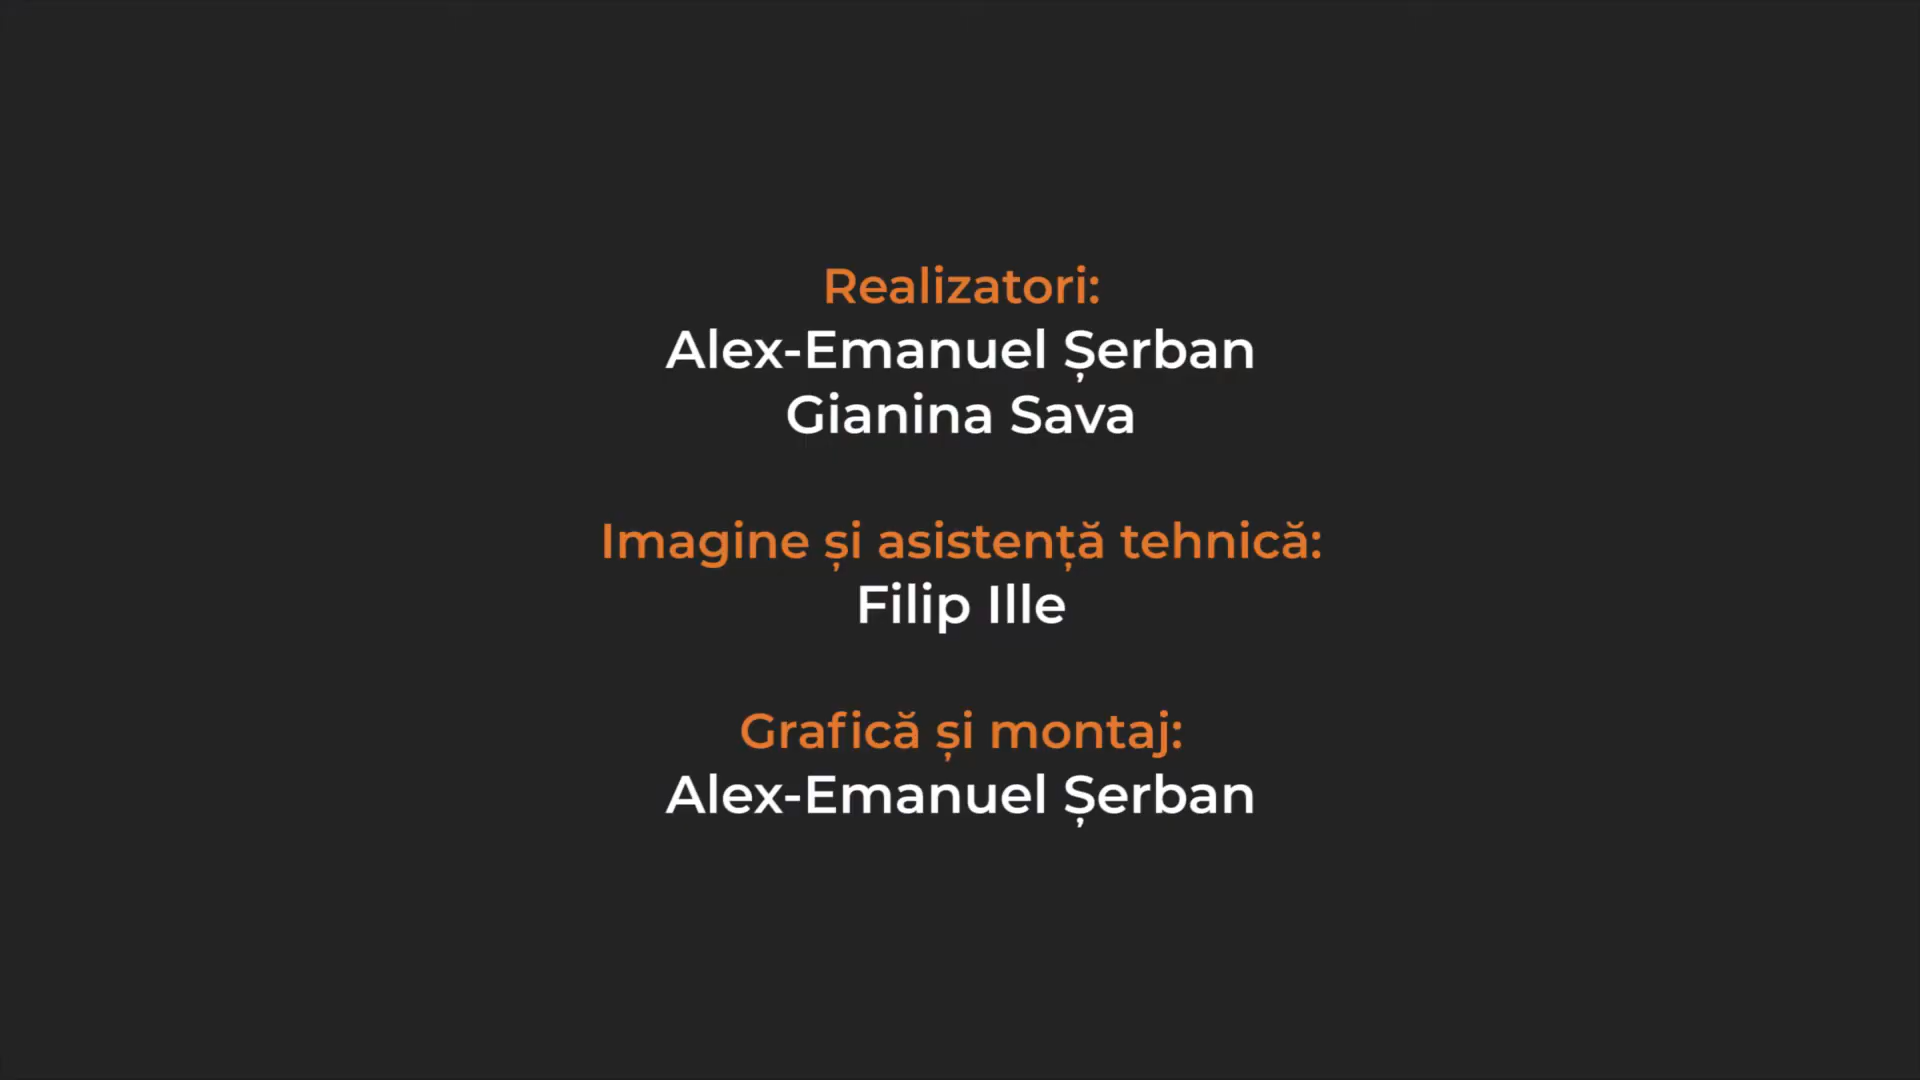 Realizatori:
Alex-Emanuel Șerban
Gianina Sava
Imagine și asistență tehnică:
Filip Ille
Grafică și montaj:
Alex-Emanuel Șerban